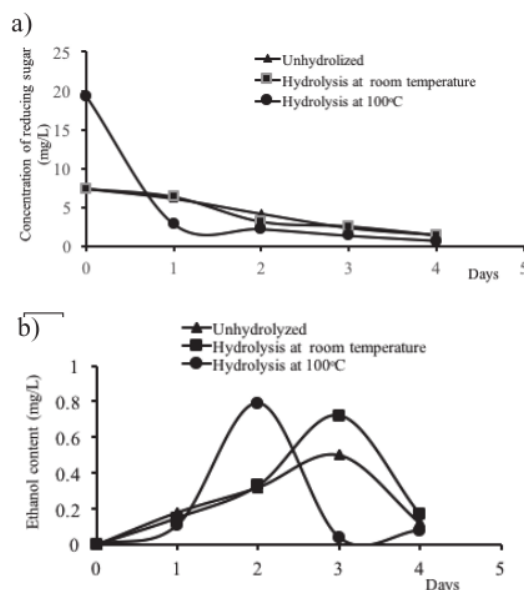 a)
Unhydrolized
Hydrolysis at room temperature
Hydrolysis at 100°C
Concentration of reducing sugar
(mg/L)
25
20
15
10
5
0
0 1 2 3 4 5
Days
b)
Unhydrolyzed
Hydrolysis at room temperature
Hydrolysis at 100°C
Ethanol content (mg/L)
1
0.8
0.6
0.4
0.2
0
0 1 2 3 4 5
Days